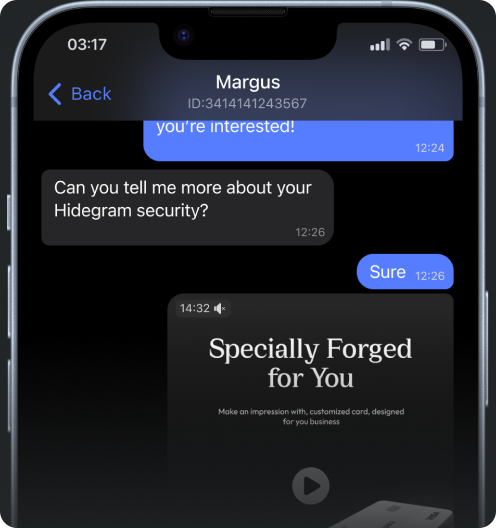 03:17
Back
Margus
ID:3414141243567
you're interested!
12:24
Can you tell me more about your
Hidegram security?
12:26
Sure 12:26
14:32
Specially Forged
for You
Make an impression with, customized card, designed
for you business